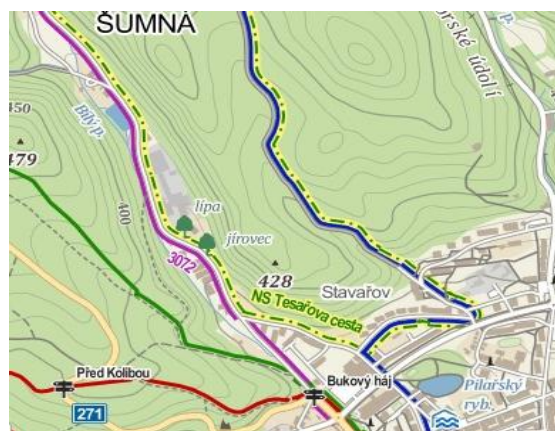 ŠUMNÁ
Bílý p.
450
479
400
lípa
jírovec
3072
428
NS Tesařova cesta
Stavařov
Před Kolibou
271
Bukový háj
Pilařský
ryb.
ské údolí
p.